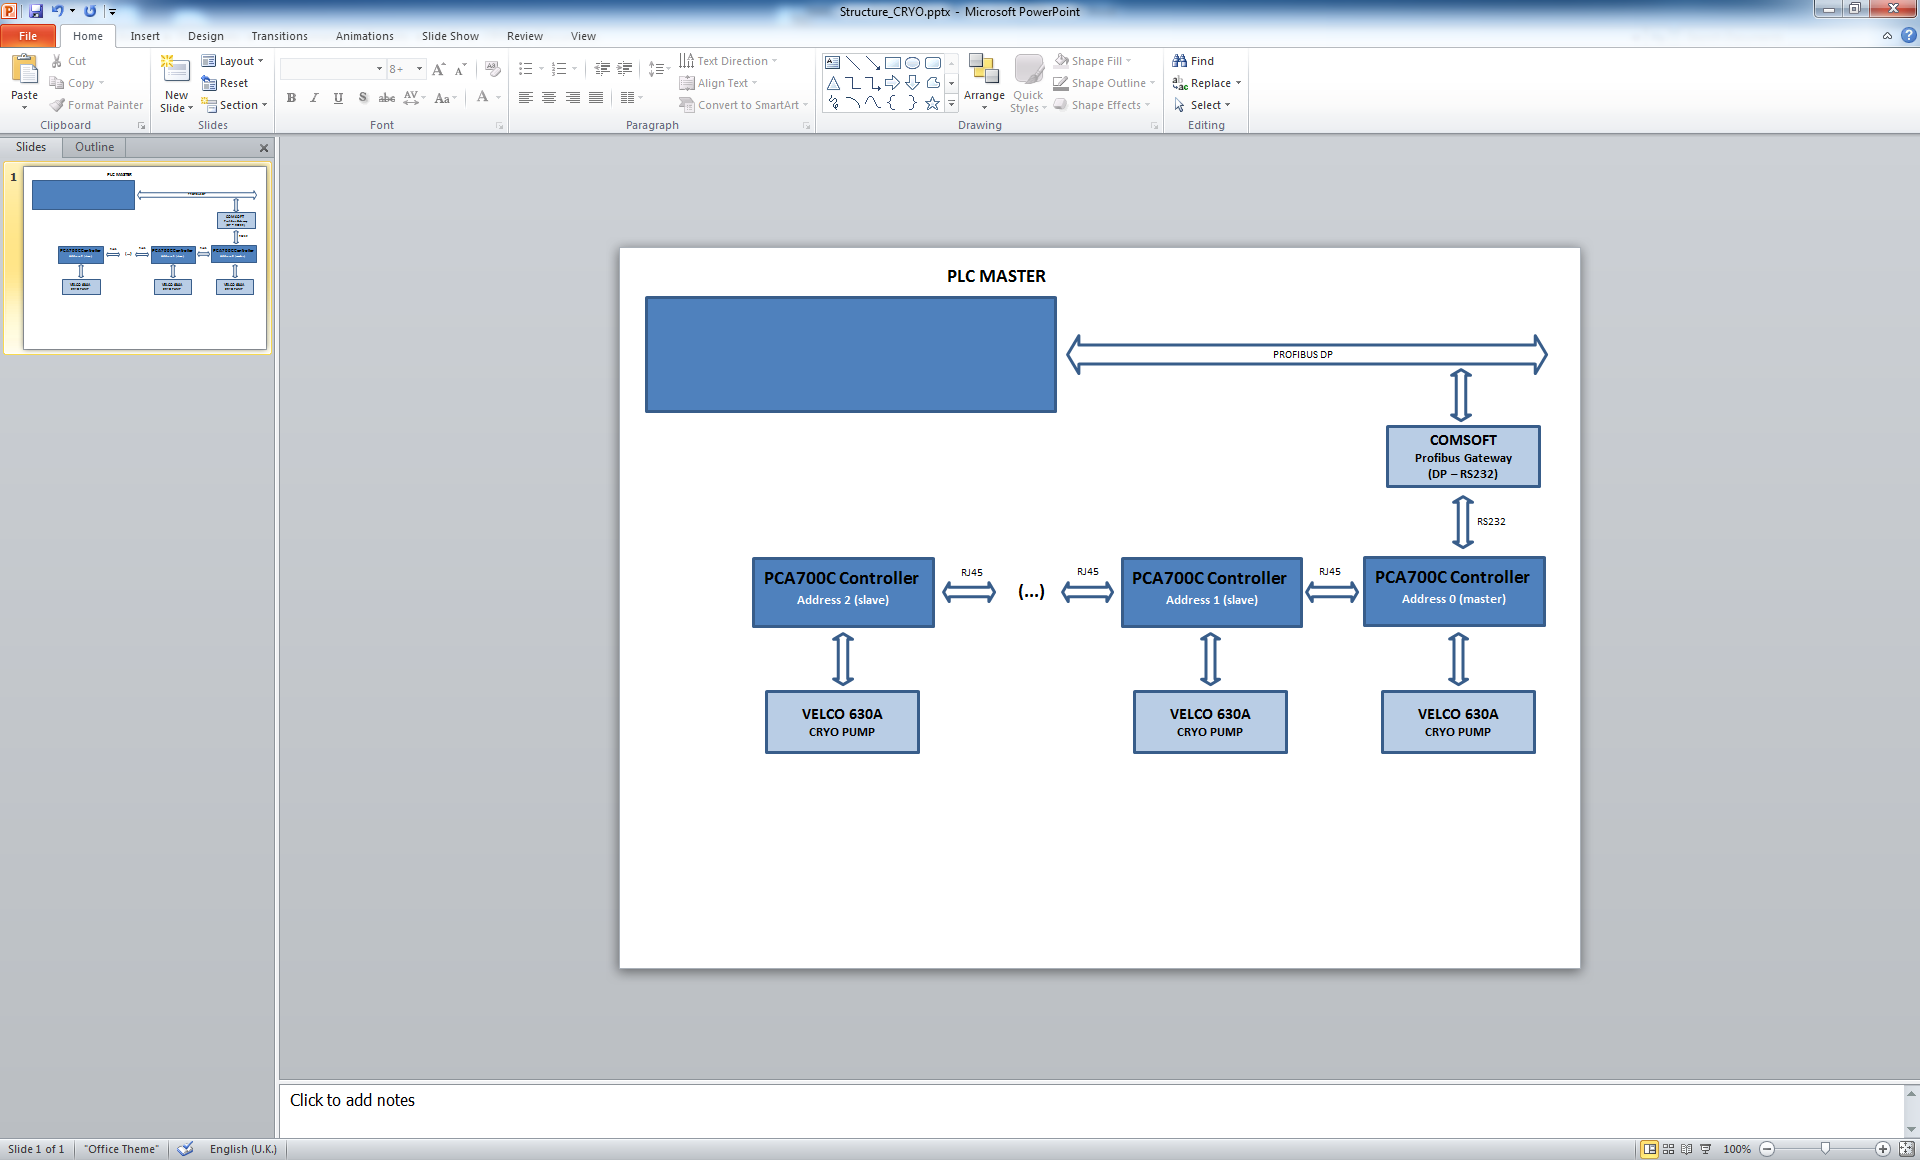 Structure_CRYO.pptx - Microsoft PowerPoint
File Home Insert Design Transitions Animations Slide Show Review View
Paste
Cut
Copy
Format Painter
Clipboard
New
Slide
Layout
Reset
Section
Slides
8+
Font
Text Direction
Align Text
Convert to SmartArt
Paragraph
Arrange
Quick
Styles
Shape Fill
Shape Outline
Shape Effects
Drawing
Find
Replace
Select
Editing
Slides Outline
1
PLC MASTER
PROFIBUS DP
COMSOFT
Profibus Gateway
(DP – RS232)
RS232
PCA700C Controller
Address 2 (slave)
RJ45
(...)
RJ45
PCA700C Controller
Address 1 (slave)
RJ45
PCA700C Controller
Address 0 (master)
VELCO 630A
CRYO PUMP
VELCO 630A
CRYO PUMP
VELCO 630A
CRYO PUMP
Click to add notes
Slide 1 of 1 "Office Theme" English (U.K.) 100%